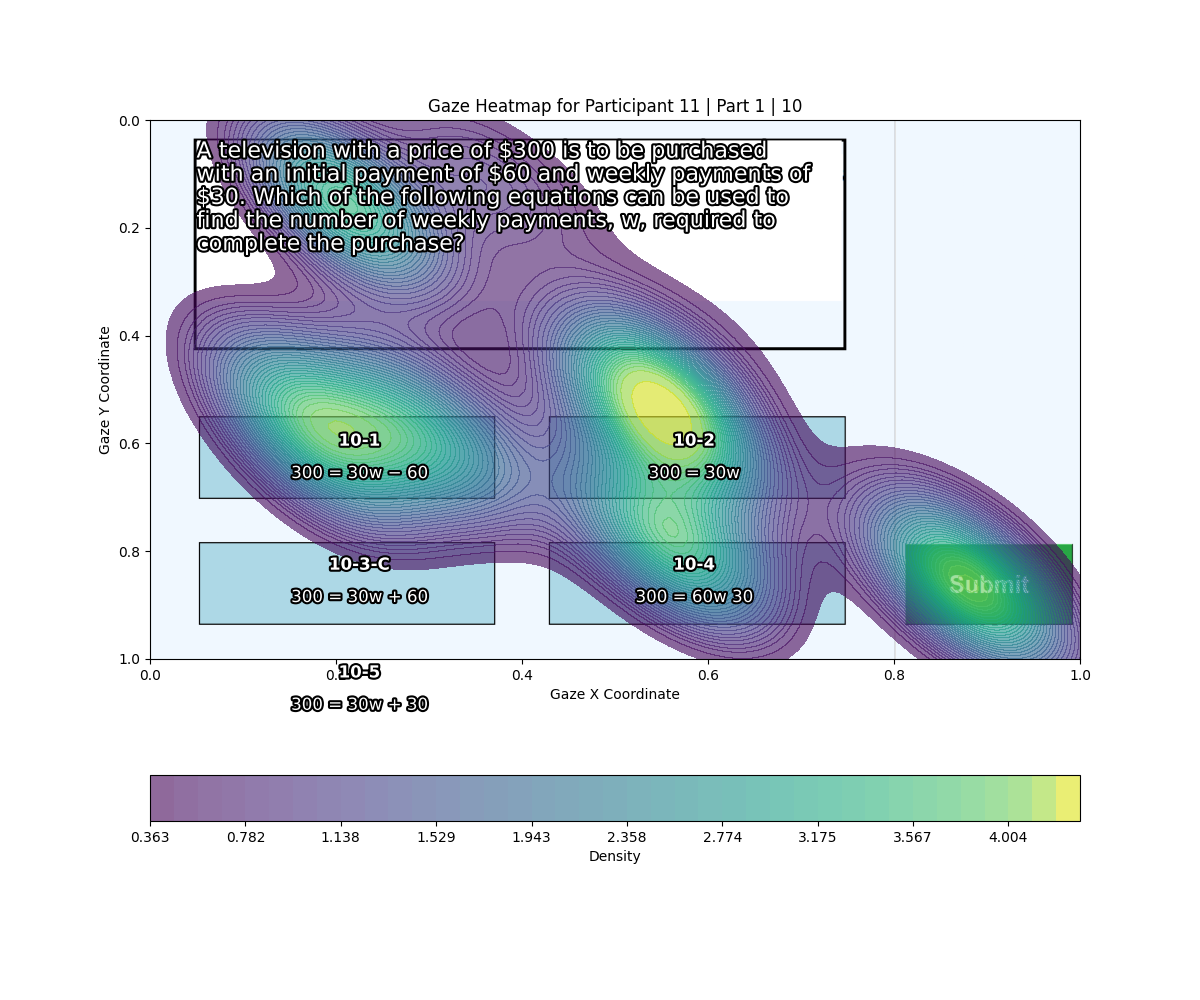 Gaze Heatmap for Participant 11 | Part 1 | 10
0.0
A television with a price of $300 is to be purchased
with an initial payment of $60 and weekly payments of
$30. Which of the following equations can be used to
find the number of weekly payments, w, required to
complete the purchase?
0.2
0.4
Gaze Y Coordinate
0.6
10-1
300 = 30w − 60
10-2
300 = 30w
0.8
10-3-C
300 = 30w + 60
10-4
300 = 60w 30
Submit
1.0
0.0 0.2 0.4 0.6 0.8 1.0
10-5
Gaze X Coordinate
300 = 30w + 30
0.363 0.782 1.138 1.529 1.943 2.358 2.774 3.175 3.567 4.004
Density